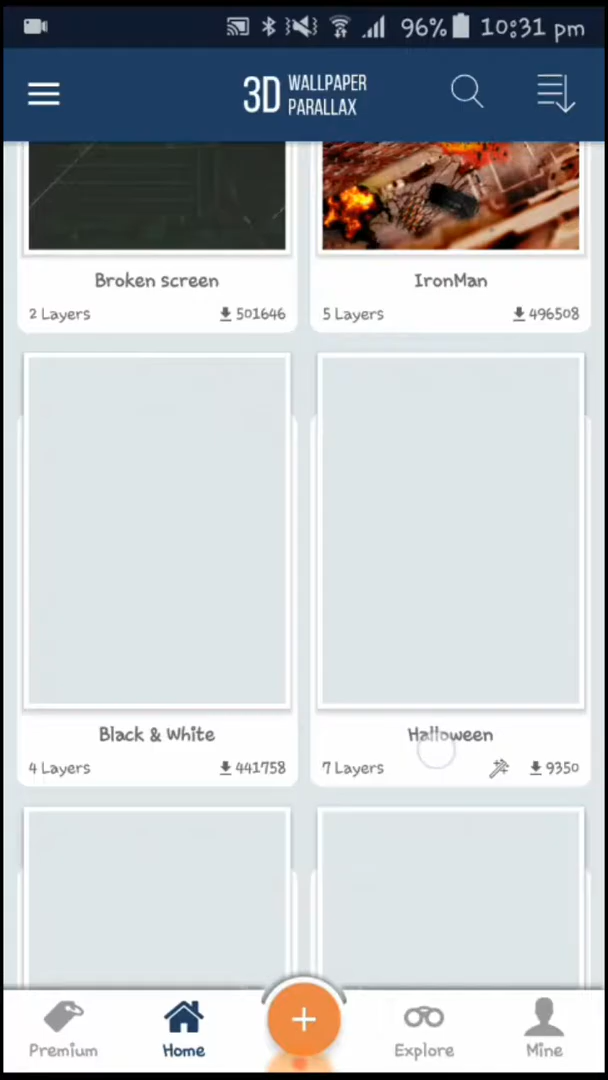 96% 10:31 pm
3D WALLPAPER
PARALLAX
Broken screen
2 Layers 501646
IronMan
5 Layers 496508
Black & White
4 Layers 441758
Halloween
7 Layers 9350
Premium
Home
+
Explore
Mine